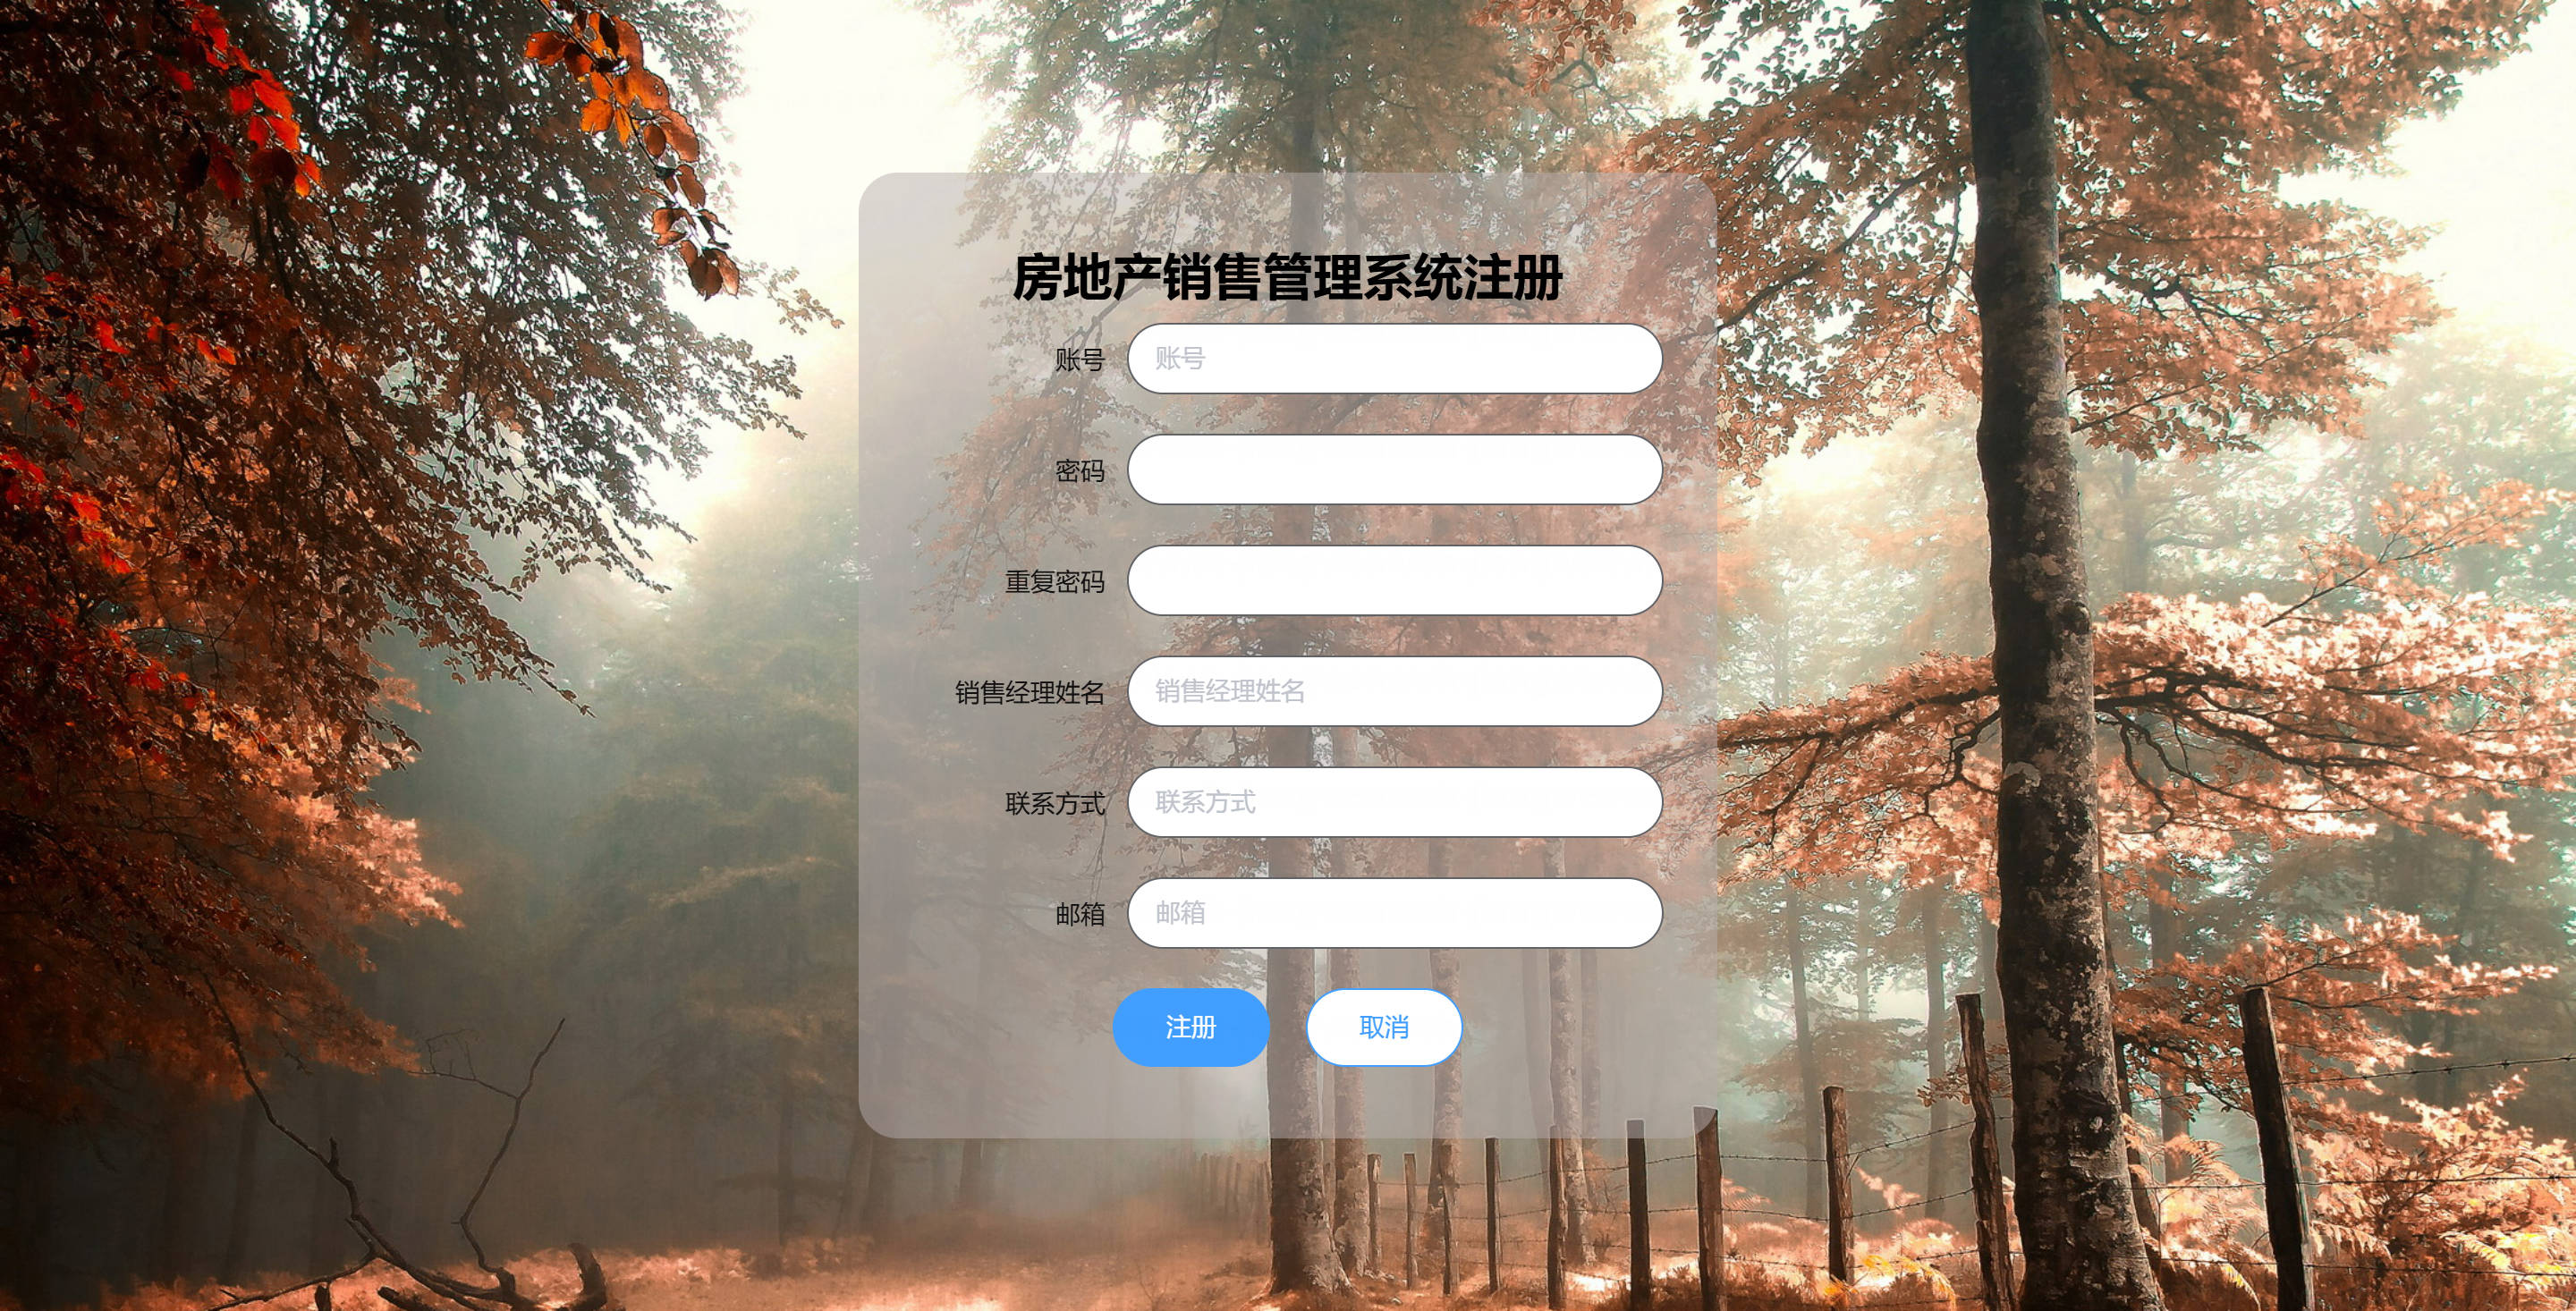 房地产销售管理系统注册
账号 账号
密码
重复密码
销售经理姓名 销售经理姓名
联系方式 联系方式
邮箱 邮箱
注册 取消